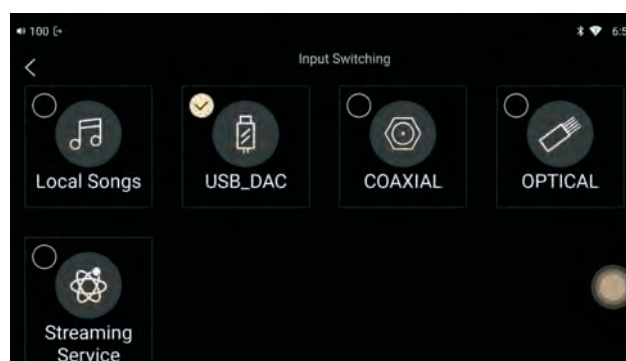 100
6:5
Input Switching
Local Songs
USB_DAC
COAXIAL
OPTICAL
Streaming
Service